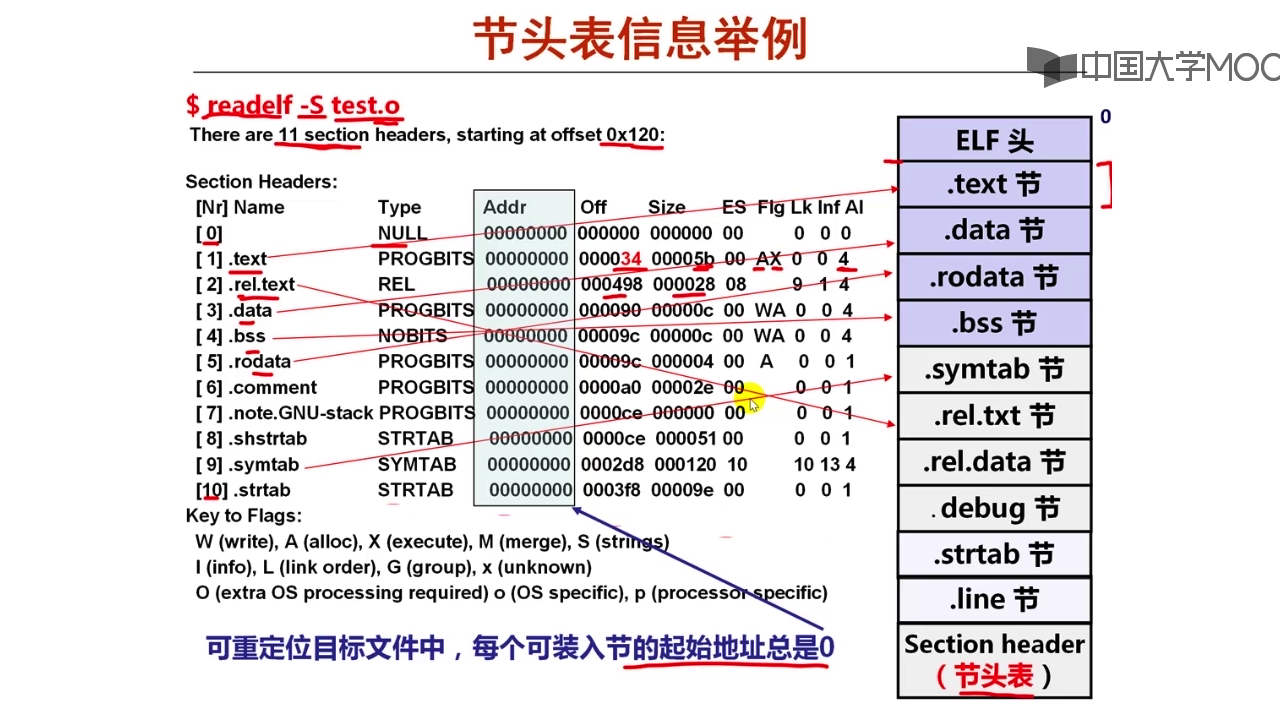 节头表信息举例
中国大学MOO
$ readelf -S test.o
There are 11 section headers, starting at offset 0x120:
Section Headers:
[Nr] Name Type Addr Off Size ES Flg Lk Inf Al
[ 0] NULL 00000000 000000 000000 00 0 0 0
[ 1] .text PROGBITS 00000000 000034 00005b 00 AX 0 0 4
[ 2] .rel.text REL 00000000 000498 000028 08 9 1 4
[ 3] .data PROGBITS 00000000 000090 00000c 00 WA 0 0 4
[ 4] .bss NOBITS 00000000 00009c 00000c 00 WA 0 0 4
[ 5] .rodata PROGBITS 00000000 00009c 000004 00 A 0 0 1
[ 6] .comment PROGBITS 00000000 0000a0 00002e 00 0 0 1
[ 7] .note.GNU-stack PROGBITS 00000000 0000ce 000000 00 0 0 1
[ 8] .shstrtab STRTAB 00000000 0000ce 000051 00 0 0 1
[ 9] .symtab SYMTAB 00000000 0002d8 000120 10 10 13 4
[10] .strtab STRTAB 00000000 0003f8 00009e 00 0 0 1
Key to Flags:
W (write), A (alloc), X (execute), M (merge), S (strings)
I (info), L (link order), G (group), x (unknown)
O (extra OS processing required) o (OS specific), p (processor specific)
可重定位目标文件中，每个可装入节的起始地址总是0
0
ELF 头
.text 节
.data 节
.rodata 节
.bss 节
.symtab 节
.rel.txt 节
.rel.data 节
.debug 节
.strtab 节
.line 节
Section header
（节头表）